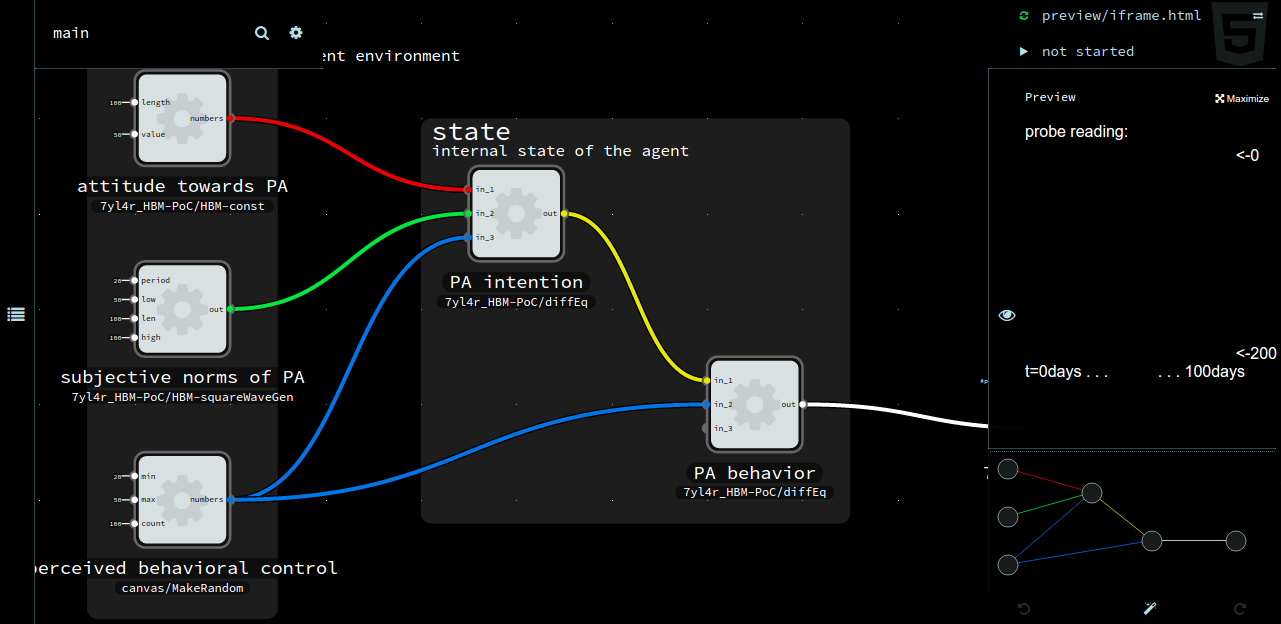 main
ent environment
preview/iframe.html
not started
Preview
Maximize
probe reading:
<-0
<-200
t=0days . . .
. . . 100days
100
length
50
value
numbers
attitude towards PA
7yl4r_HBM-PoC/HBM-const
20
period
50
low
100
len
100
high
out
subjective norms of PA
7yl4r_HBM-PoC/HBM-squareWaveGen
20
min
50
max
100
count
numbers
perceived behavioral control
canvas/MakeRandom
state
internal state of the agent
in_1
in_2
in_3
out
PA intention
7yl4r_HBM-PoC/diffEq
in_1
in_2
in_3
out
PA behavior
7yl4r_HBM-PoC/diffEq